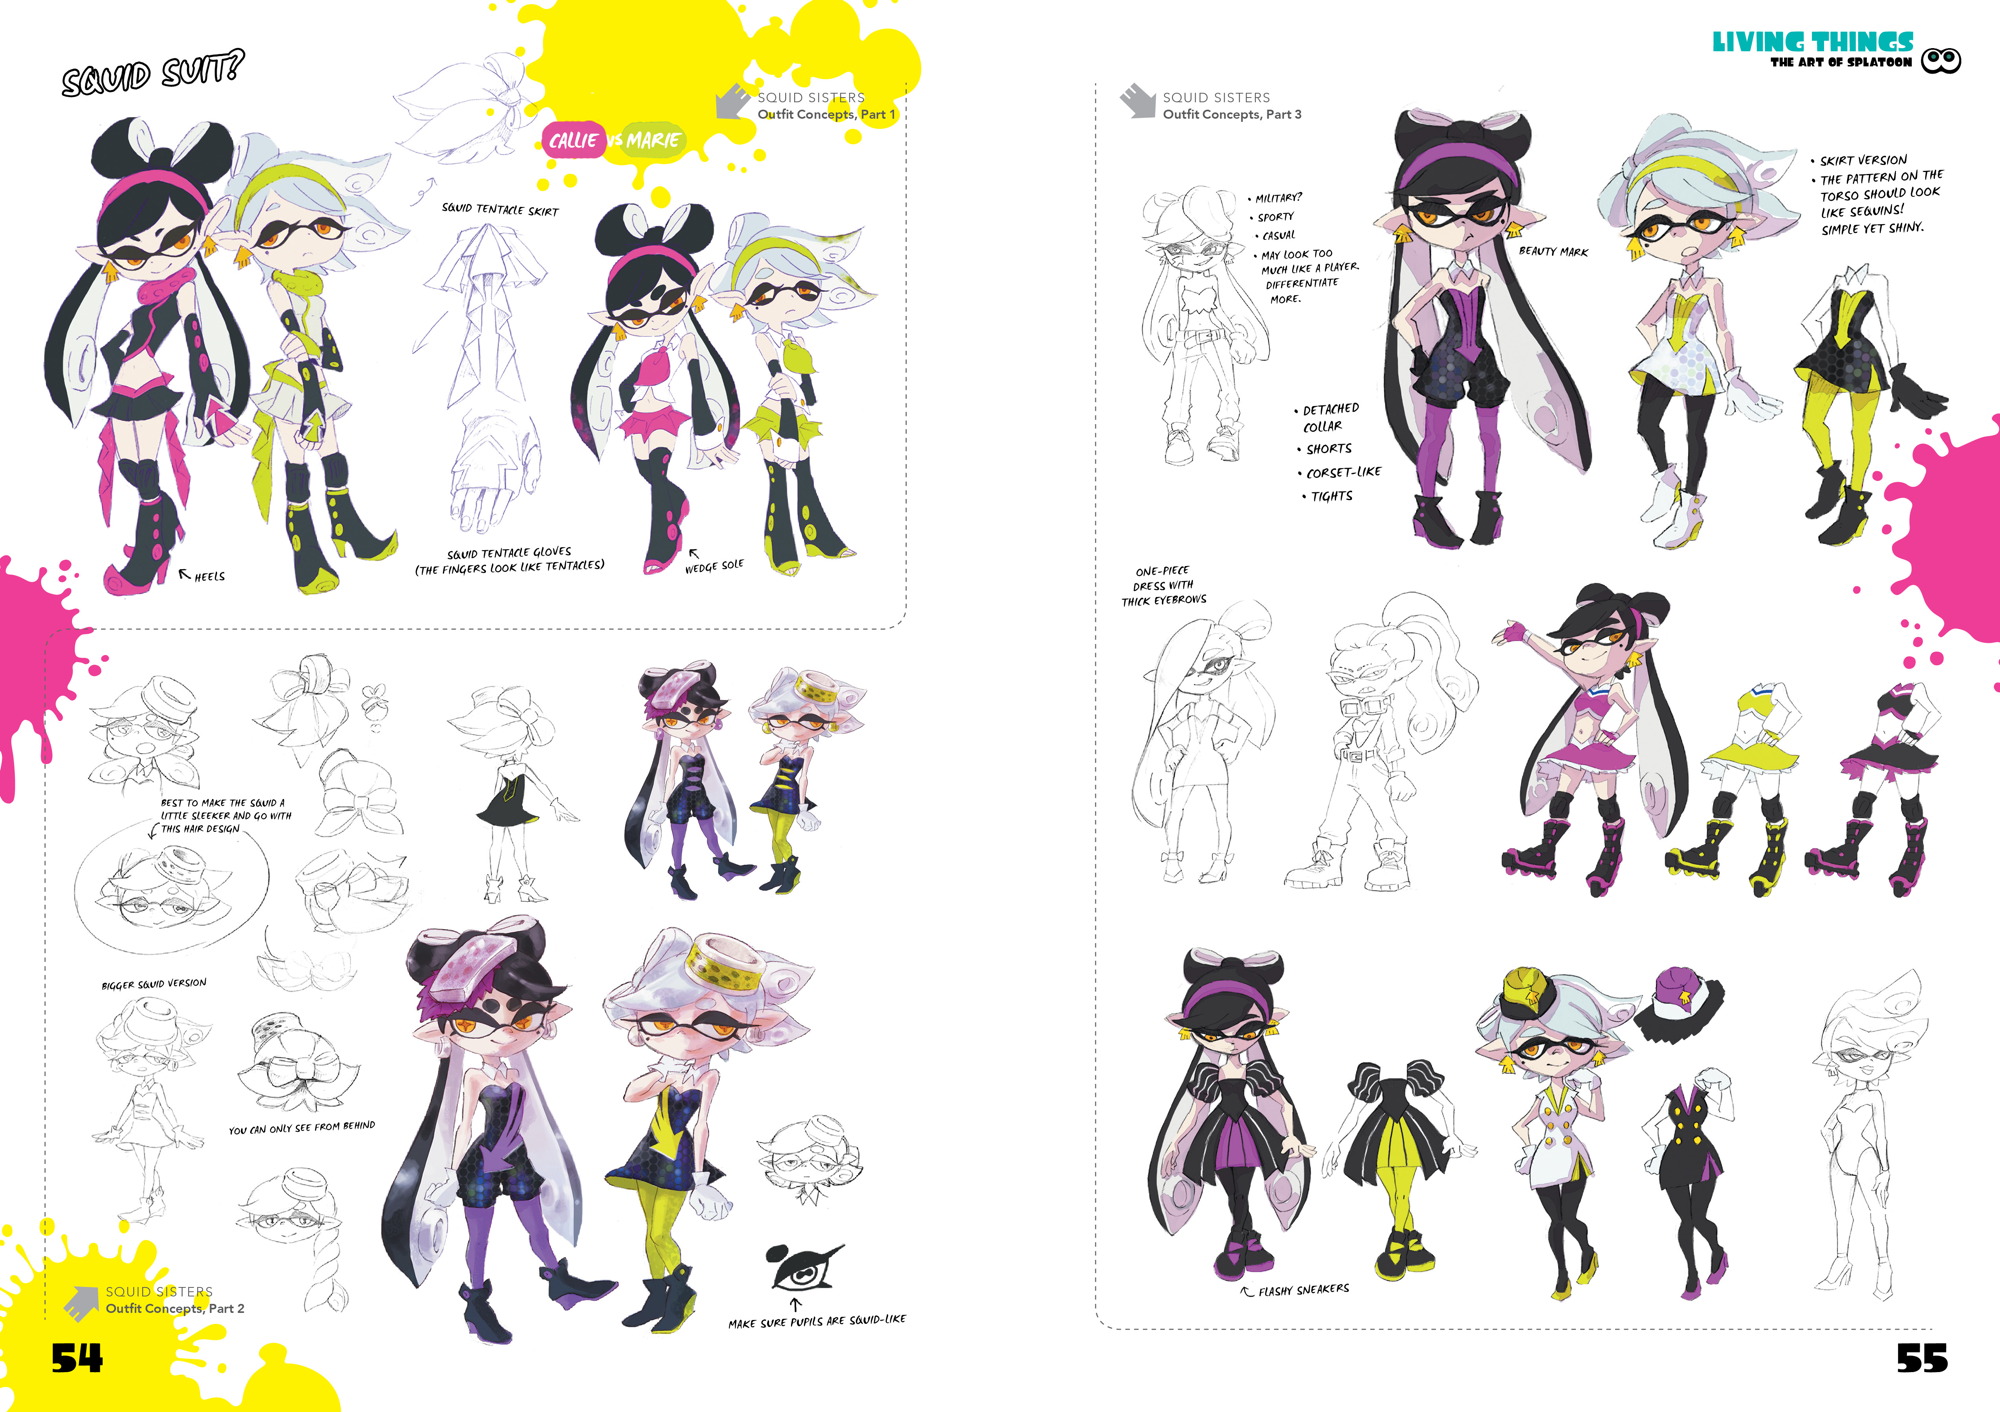 SQUID SUIT?
SQUID SISTERS
Outfit Concepts, Part 1
CALLIE VS MARIE
SQUID TENTACLE SKIRT
SQUID TENTACLE GLOVES
(THE FINGERS LOOK LIKE TENTACLES)
HEELS
WEDGE SOLE
BEST TO MAKE THE SQUID A
LITTLE SLEEKER AND GO WITH
THIS HAIR DESIGN
BIGGER SQUID VERSION
YOU CAN ONLY SEE FROM BEHIND
MAKE SURE PUPILS ARE SQUID-LIKE
SQUID SISTERS
Outfit Concepts, Part 2
54
LIVING THINGS
THE ART OF SPLATOON
SQUID SISTERS
Outfit Concepts, Part 3
• MILITARY?
• SPORTY
• CASUAL
• MAY LOOK TOO
MUCH LIKE A PLAYER.
DIFFERENTIATE
MORE.
BEAUTY MARK
• SKIRT VERSION
• THE PATTERN ON THE
TORSO SHOULD LOOK
LIKE SEQUINS!
SIMPLE YET SHINY.
• DETACHED
COLLAR
• SHORTS
• CORSET-LIKE
• TIGHTS
ONE-PIECE
DRESS WITH
THICK EYEBROWS
FLASHY SNEAKERS
55